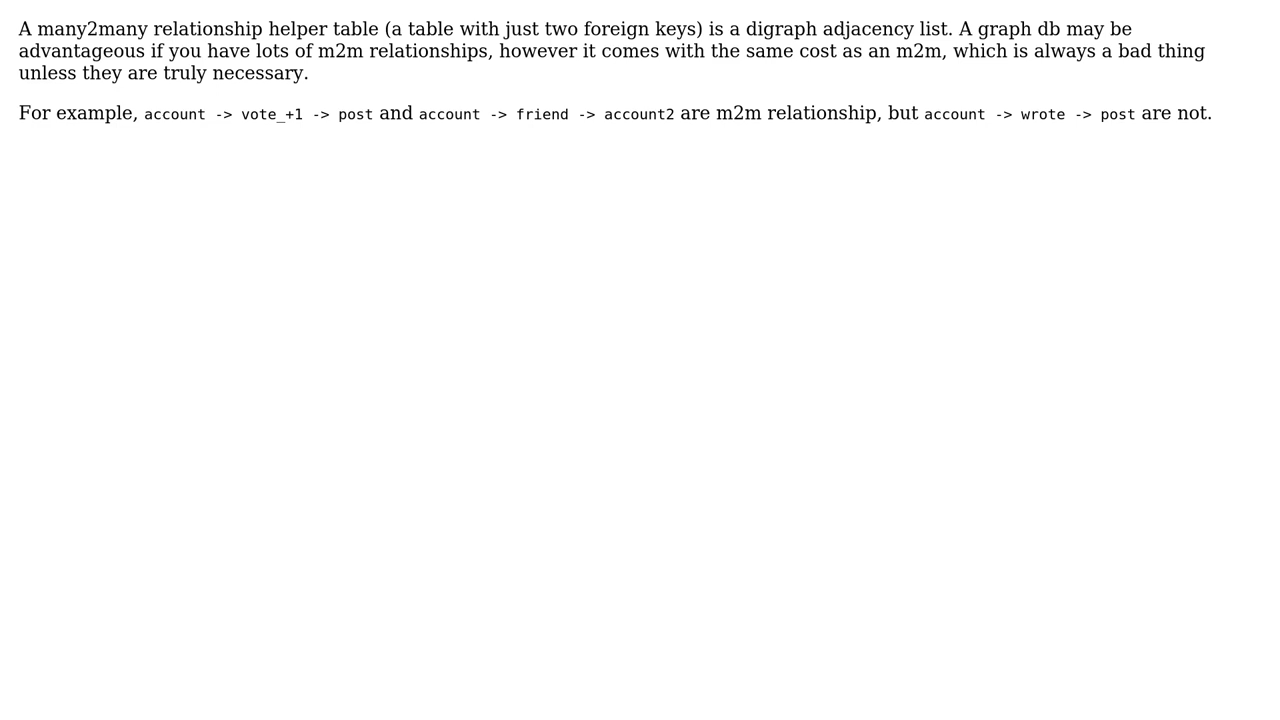 A many2many relationship helper table (a table with just two foreign keys) is a digraph adjacency list. A graph db may be
advantageous if you have lots of m2m relationships, however it comes with the same cost as an m2m, which is always a bad thing
unless they are truly necessary.
For example, account -> vote_+1 -> post and account -> friend -> account2 are m2m relationship, but account -> wrote -> post are not.